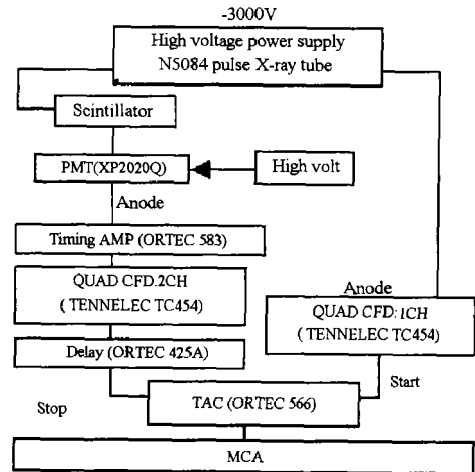 -3000V
High voltage power supply
N5084 pulse X-ray tube
Scintillator
PMT(XP2020Q)
High volt
Anode
Timing AMP (ORTEC 583)
QUAD CFD.2CH
( TENNELEC TC454)
Anode
QUAD CFD: 1CH
( TENNELEC TC454)
Delay (ORTEC 425A)
Start
Stop
TAC (ORTEC 566)
MCA